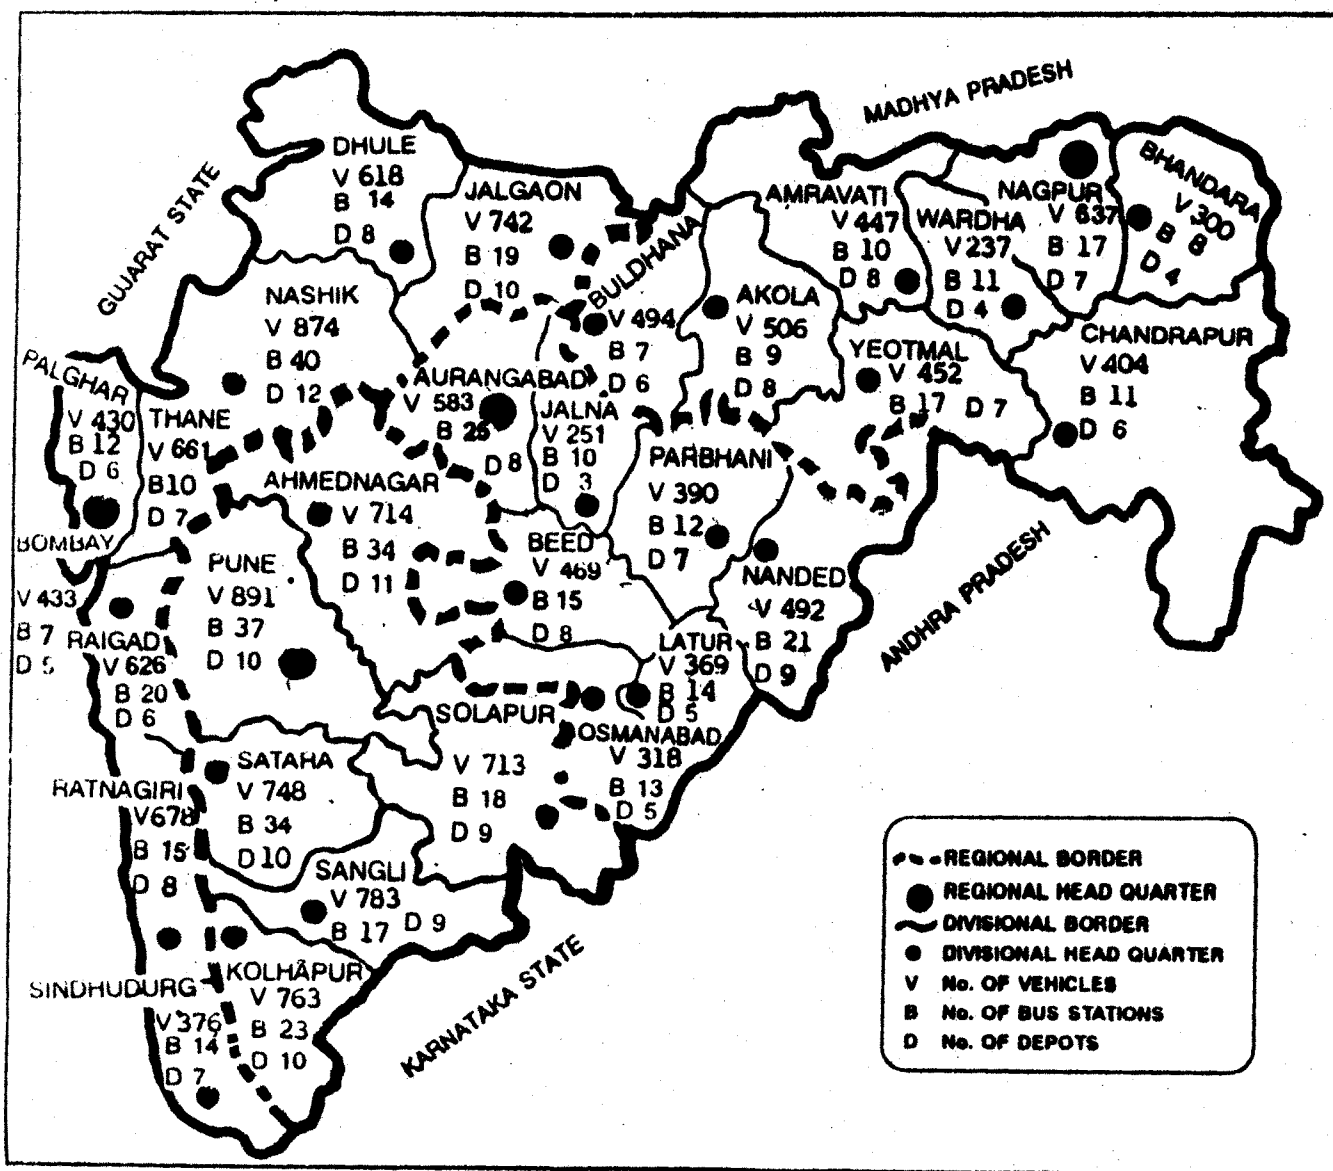 MADHYA PRADESH
GUJARAT STATE
DHULE
V 618
B 14
D 8
JALGAON
V 742
B 19
D 10
BULDHANA
V 494
B 7
D 6
AMRAVATI
V 447
B 10
D 8
WARDHA
V 237
B 11
D 4
NAGPUR
V 637
B 17
D 7
BHANDARA
V 300
B 8
D 4
NASHIK
V 874
B 40
D 12
AKOLA
V 506
B 9
D 8
YEOTMAL
V 452
B 17 D 7
CHANDRAPUR
V 404
B 11
D 6
PALGHAR
V 430
B 12
D 6
THANE
V 661
B10
D 7
AURANGABAD
V 583
B 25
D 8
JALNA
V 251
B 10
D 3
PARBHANI
V 390
B 12
D 7
AHMEDNAGAR
V 714
B 34
D 11
BOMBAY
V 433
B 7
D 5
PUNE
V 891
B 37
D 10
BEED
V 469
B 15
D 8
NANDED
V 492
B 21
D 9
ANDHRA PRADESH
RAIGAD
V 626
B 20
D 6
LATUR
V 369
B 14
D 5
SOLAPUR
V 713
B 18
D 9
OSMANABAD
V 318
B 13
D 5
SATARA
V 748
B 34
D 10
RATNAGIRI
V678
B 15
D 8
SANGLI
V 783
B 17 D 9
SINDHUDURG
V 376
B 14
D 7
KOLHAPUR
V 763
B 23
D 10
KARNATAKA STATE
REGIONAL BORDER
REGIONAL HEAD QUARTER
DIVISIONAL BORDER
DIVISIONAL HEAD QUARTER
V No. OF VEHICLES
B No. OF BUS STATIONS
D No. OF DEPOTS